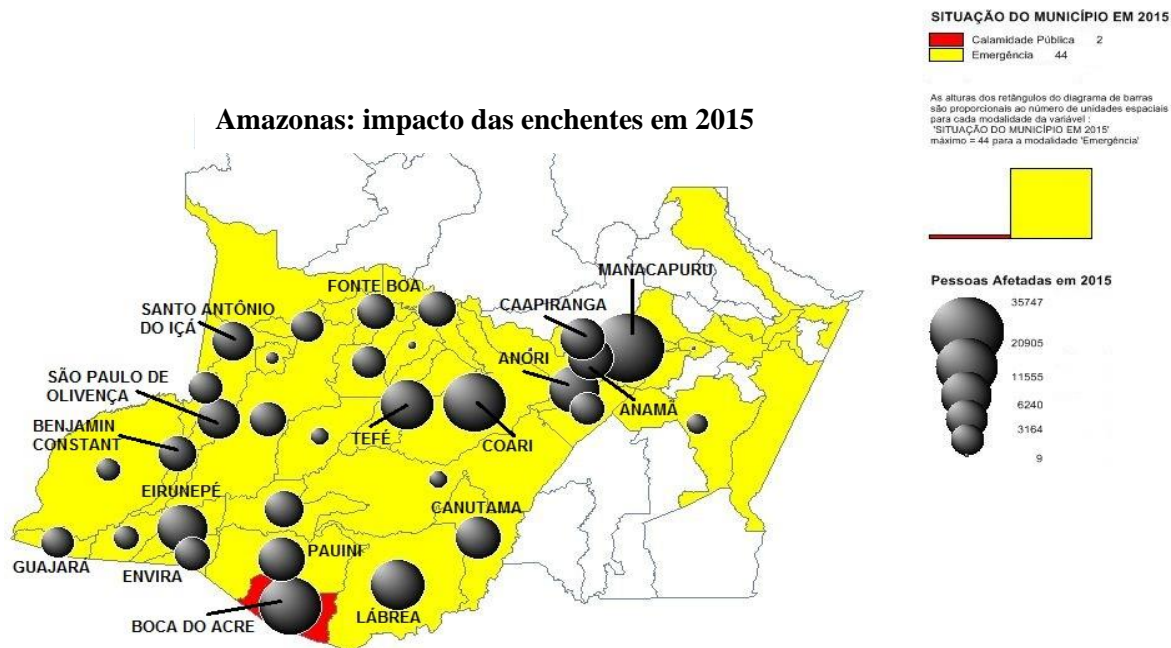 SITUAÇÃO DO MUNICÍPIO EM 2015
Calamidade Pública 2
Emergência 44
As alturas dos retângulos do diagrama de barras
são proporcionais ao número de unidades espaciais
para cada modalidade da variável :
'SITUAÇÃO DO MUNICÍPIO EM 2015'
máximo = 44 para a modalidade 'Emergência'
Amazonas: impacto das enchentes em 2015
MANACAPURU
FONTE BOA
CAAPIRANGA
SANTO ANTÔNIO
DO IÇÁ
ANORI
SÃO PAULO DE
OLIVENÇA
ANAMÃ
BENJAMIN
CONSTANT
TEFÉ
COARI
EIRUNEPÉ
CANUTAMA
GUAJARÁ
ENVIRA
PAUINI
BOCA DO ACRE
LÁBREA
Pessoas Afetadas em 2015
35747
20905
11555
6240
3164
9